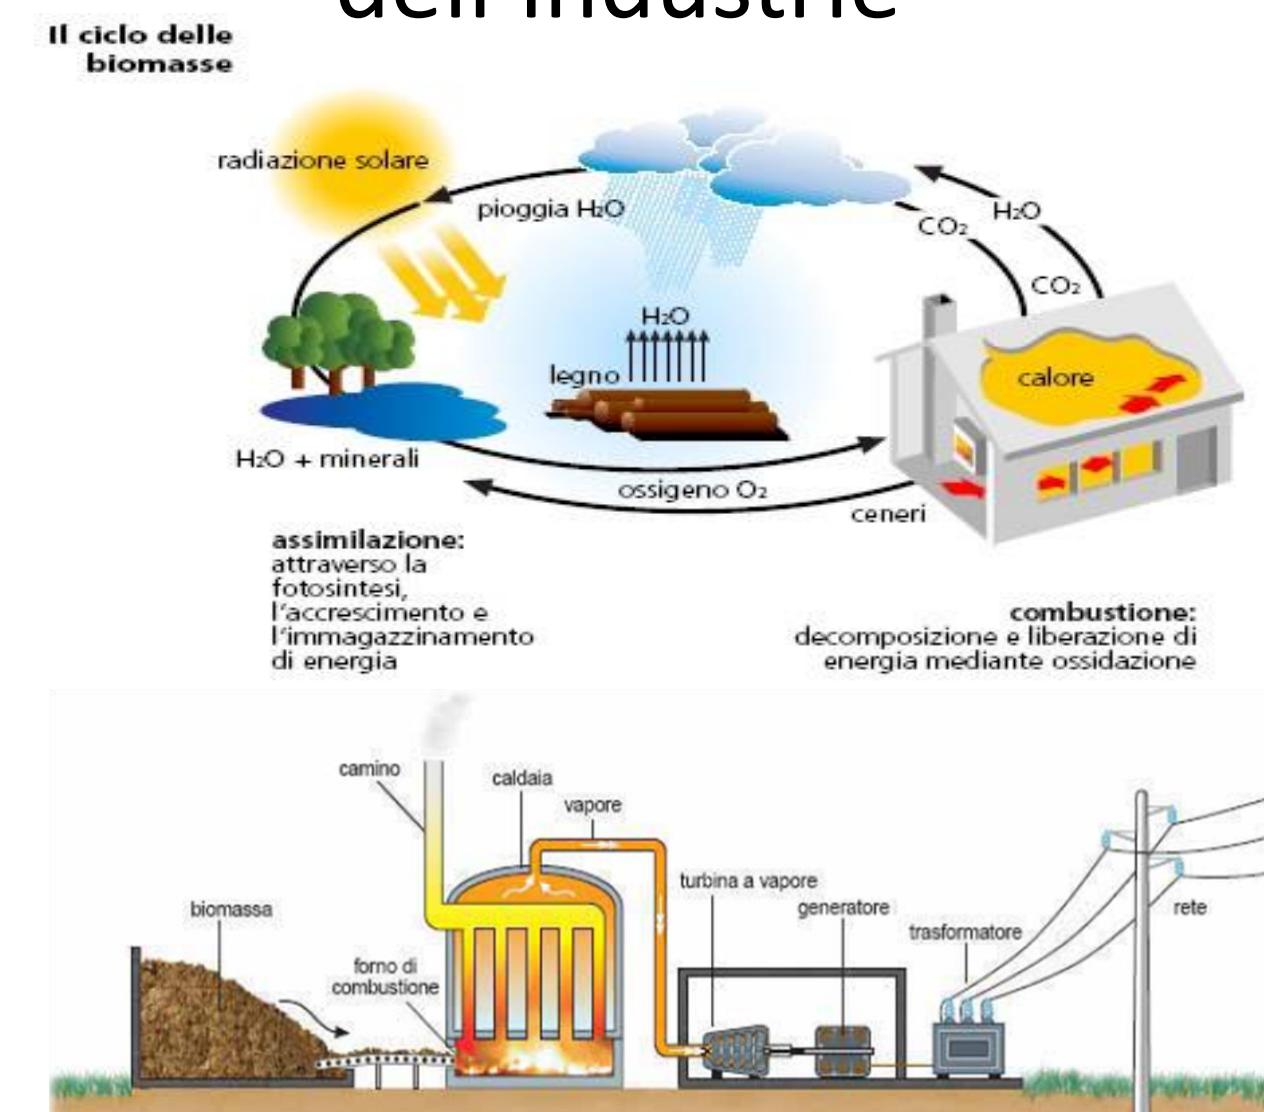 dell'industrie
Il ciclo delle
biomasse
radiazione solare
pioggia H₂O
H₂O
CO₂
CO₂
H₂O
legno
calore
H₂O + minerali
ossigeno O₂
ceneri
assimilazione:
attraverso la
fotosintesi,
l'accrescimento e
l'immagazzinamento
di energia
combustione:
decomposizione e liberazione di
energia mediante ossidazione
camino
caldaia
vapore
turbina a vapore
generatore
biomassa
rete
trasformatore
forno di
combustione